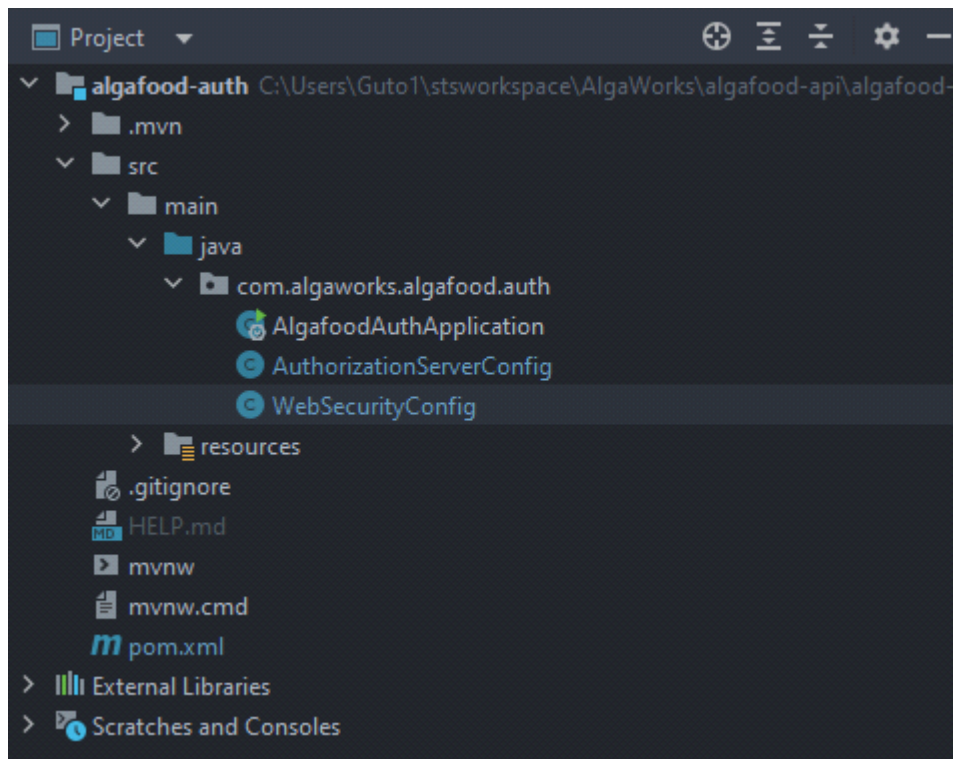 Project
algafood-auth C:\Users\Guto1\stsworkspace\AlgaWorks\algafood-api\algafood-
.mvn
src
main
java
com.algaworks.algafood.auth
AlgafoodAuthApplication
C AuthorizationServerConfig
C WebSecurityConfig
resources
.gitignore
MD HELP.md
mvnw
mvnw.cmd
m pom.xml
External Libraries
Scratches and Consoles